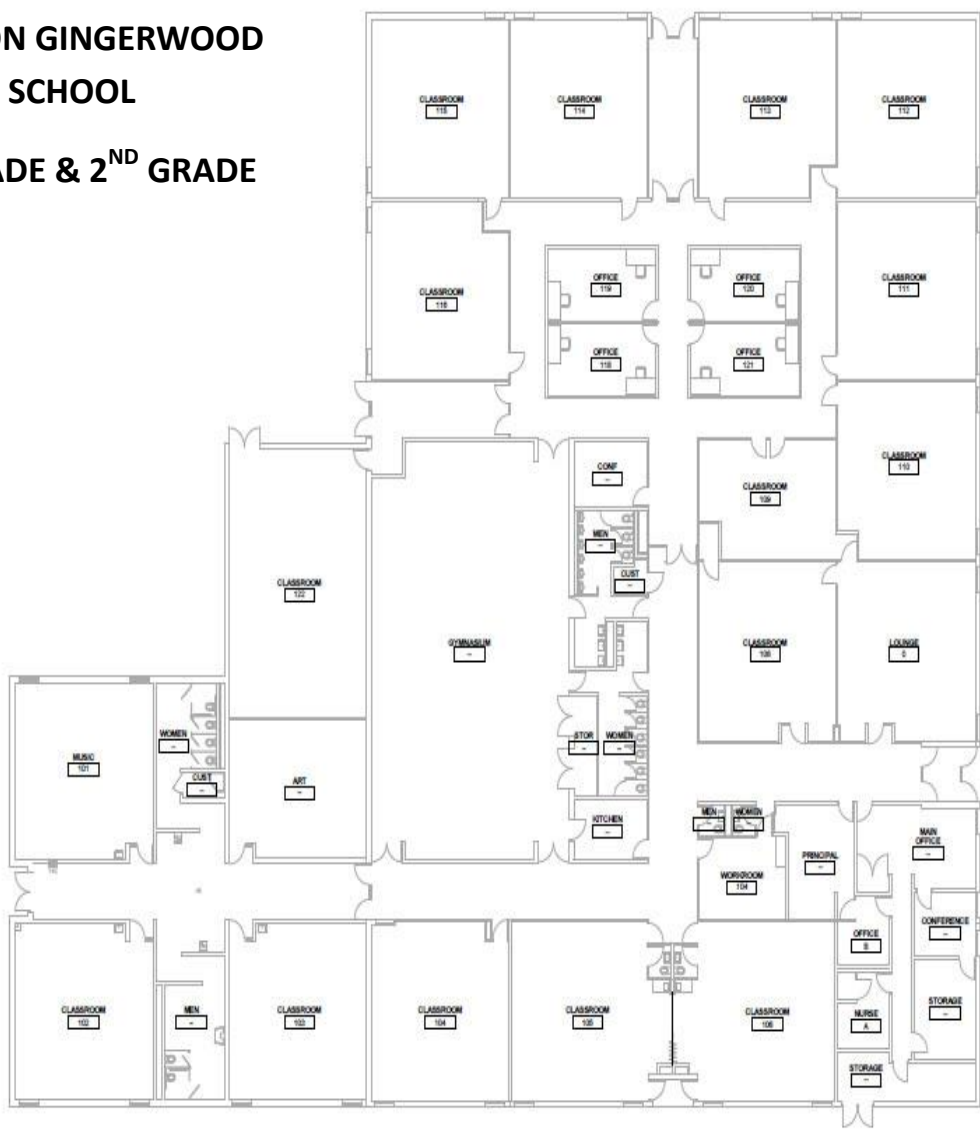 ON GINGERWOOD
SCHOOL
ADE & 2ND GRADE
CLASSROOM
115
CLASSROOM
114
CLASSROOM
113
CLASSROOM
112
CLASSROOM
116
OFFICE
119
OFFICE
120
CLASSROOM
111
OFFICE
118
OFFICE
121
CONF
--
CLASSROOM
109
CLASSROOM
110
MEN
--
CUST
--
CLASSROOM
122
GYMNASIUM
--
CLASSROOM
108
LOUNGE
WOMEN
--
MUSIC
101
CUST
--
ART
--
STOR
--
WOMEN
--
KITCHEN
--
MEN
WOMEN
MAIN
OFFICE
--
PRINCIPAL
--
WORKROOM
104
OFFICE
B
CONFERENCE
--
CLASSROOM
102
MEN
--
CLASSROOM
103
CLASSROOM
104
CLASSROOM
105
CLASSROOM
106
NURSE
A
STORAGE
--
STORAGE
--